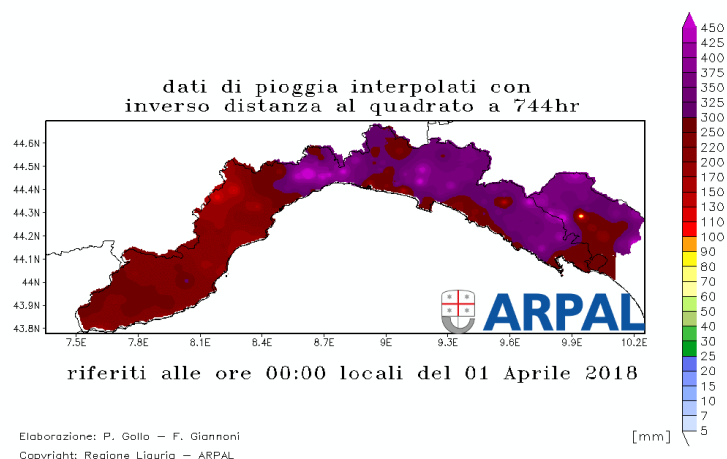 dati di pioggia interpolati con
inverso distanza al quadrato a 744hr
44.6N
44.5N
44.4N
44.3N
44.2N
44.1N
44N
43.9N
43.8N
7.5E
7.8E
8.1E
8.4E
8.7E
9E
9.3E
9.6E
9.9E
10.2E
ARPAL
450
425
400
375
350
325
300
250
220
200
170
150
130
110
100
90
80
70
60
50
40
30
25
20
15
10
7
5
[mm]
riferiti alle ore 00:00 locali del 01 Aprile 2018
Elaborazione: P. Gollo – F. Giannoni
Copyright: Regione Liguria – ARPAL